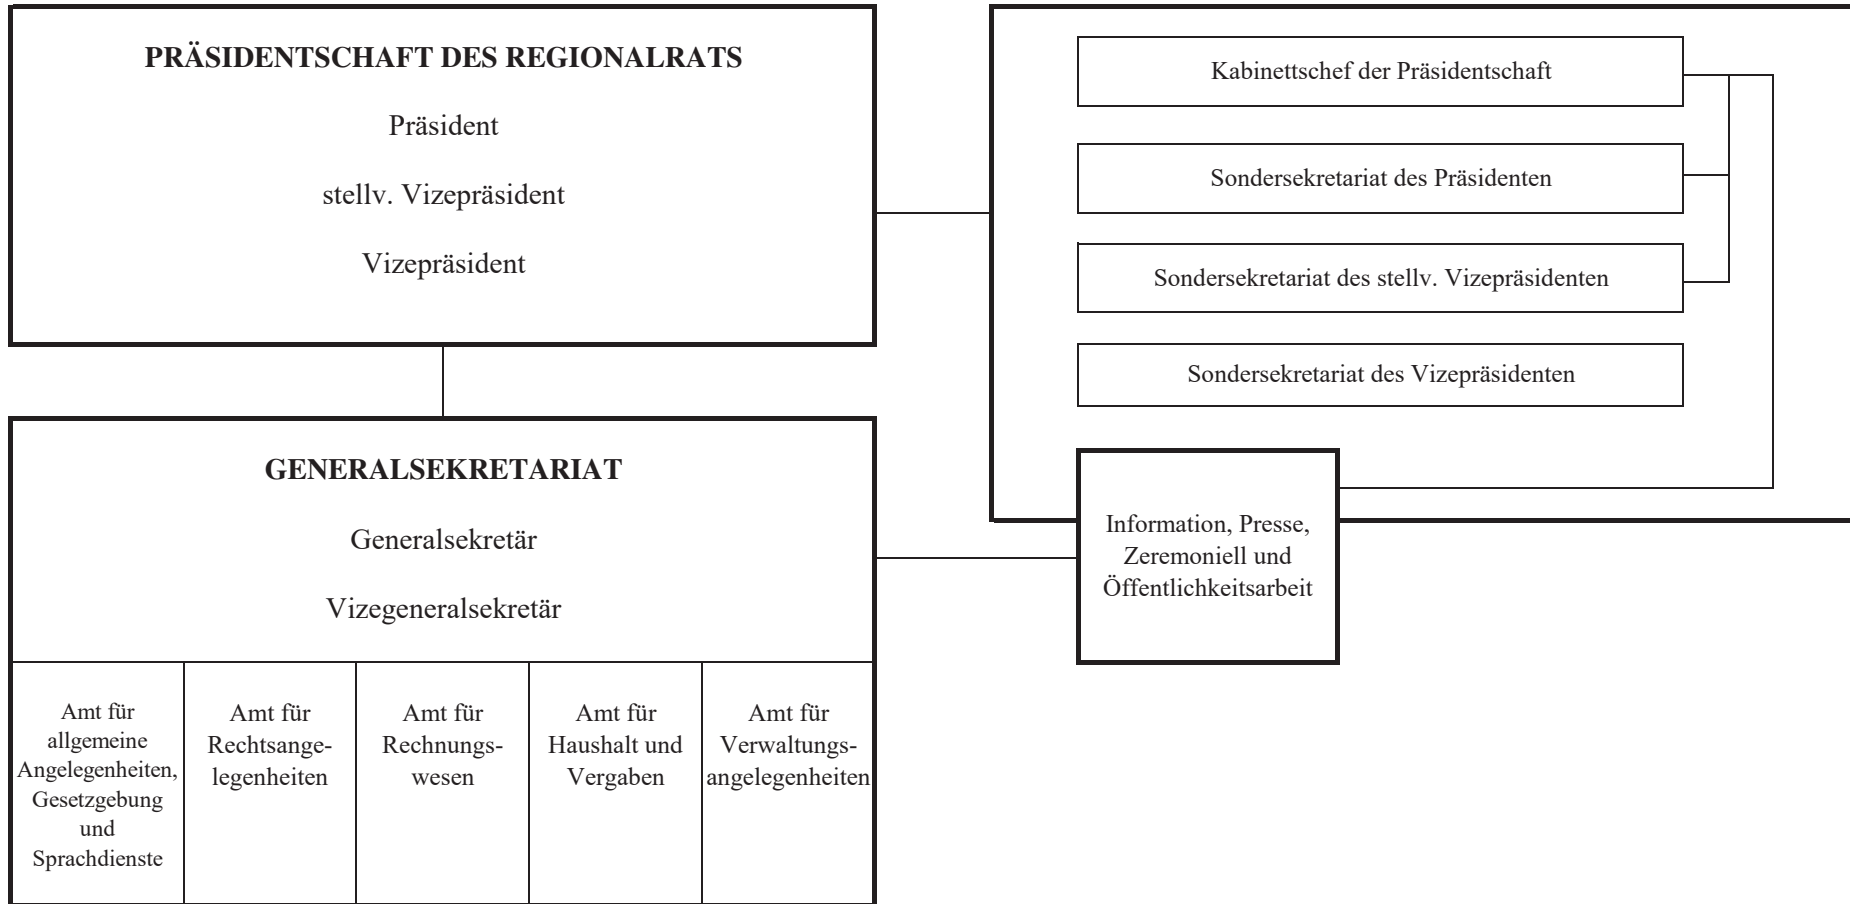 PRÄSIDENTSCHAFT DES REGIONALRATS
Präsident
stellv. Vizepräsident
Vizepräsident
Kabinettschef der Präsidentschaft
Sondersekretariat des Präsidenten
Sondersekretariat des stellv. Vizepräsidenten
Sondersekretariat des Vizepräsidenten
GENERALSEKRETARIAT
Generalsekretär
Vizegeneralsekretär
Information, Presse,
Zeremoniell und
Öffentlichkeitsarbeit
Amt für
allgemeine
Angelegenheiten,
Gesetzgebung
und
Sprachdienste
Amt für
Rechtsange-
legenheiten
Amt für
Rechnungs-
wesen
Amt für
Haushalt und
Vergaben
Amt für
Verwaltungs-
angelegenheiten